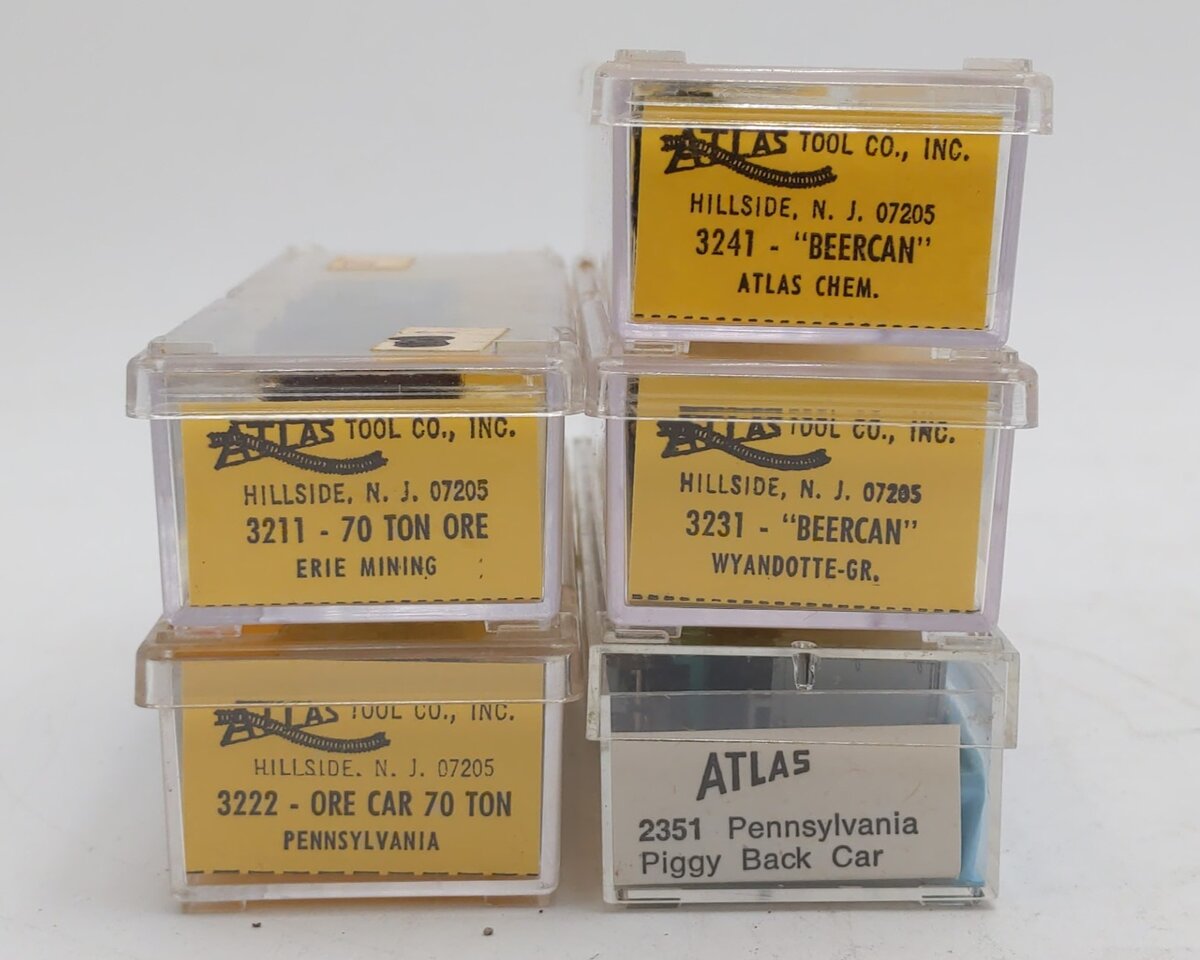 ATLAS TOOL CO., INC.
HILLSIDE, N. J. 07205
3241 - "BEERCAN"
ATLAS CHEM.
ATLAS TOOL CO., INC.
HILLSIDE, N. J. 07205
3211 - 70 TON ORE
ERIE MINING
ATLAS TOOL CO., INC.
HILLSIDE, N. J. 07205
3231 - "BEERCAN"
WYANDOTTE-GR.
ATLAS TOOL CO., INC.
HILLSIDE. N. J. 07205
3222 - ORE CAR 70 TON
PENNSYLVANIA
ATLAS
2351 Pennsylvania
Piggy Back Car